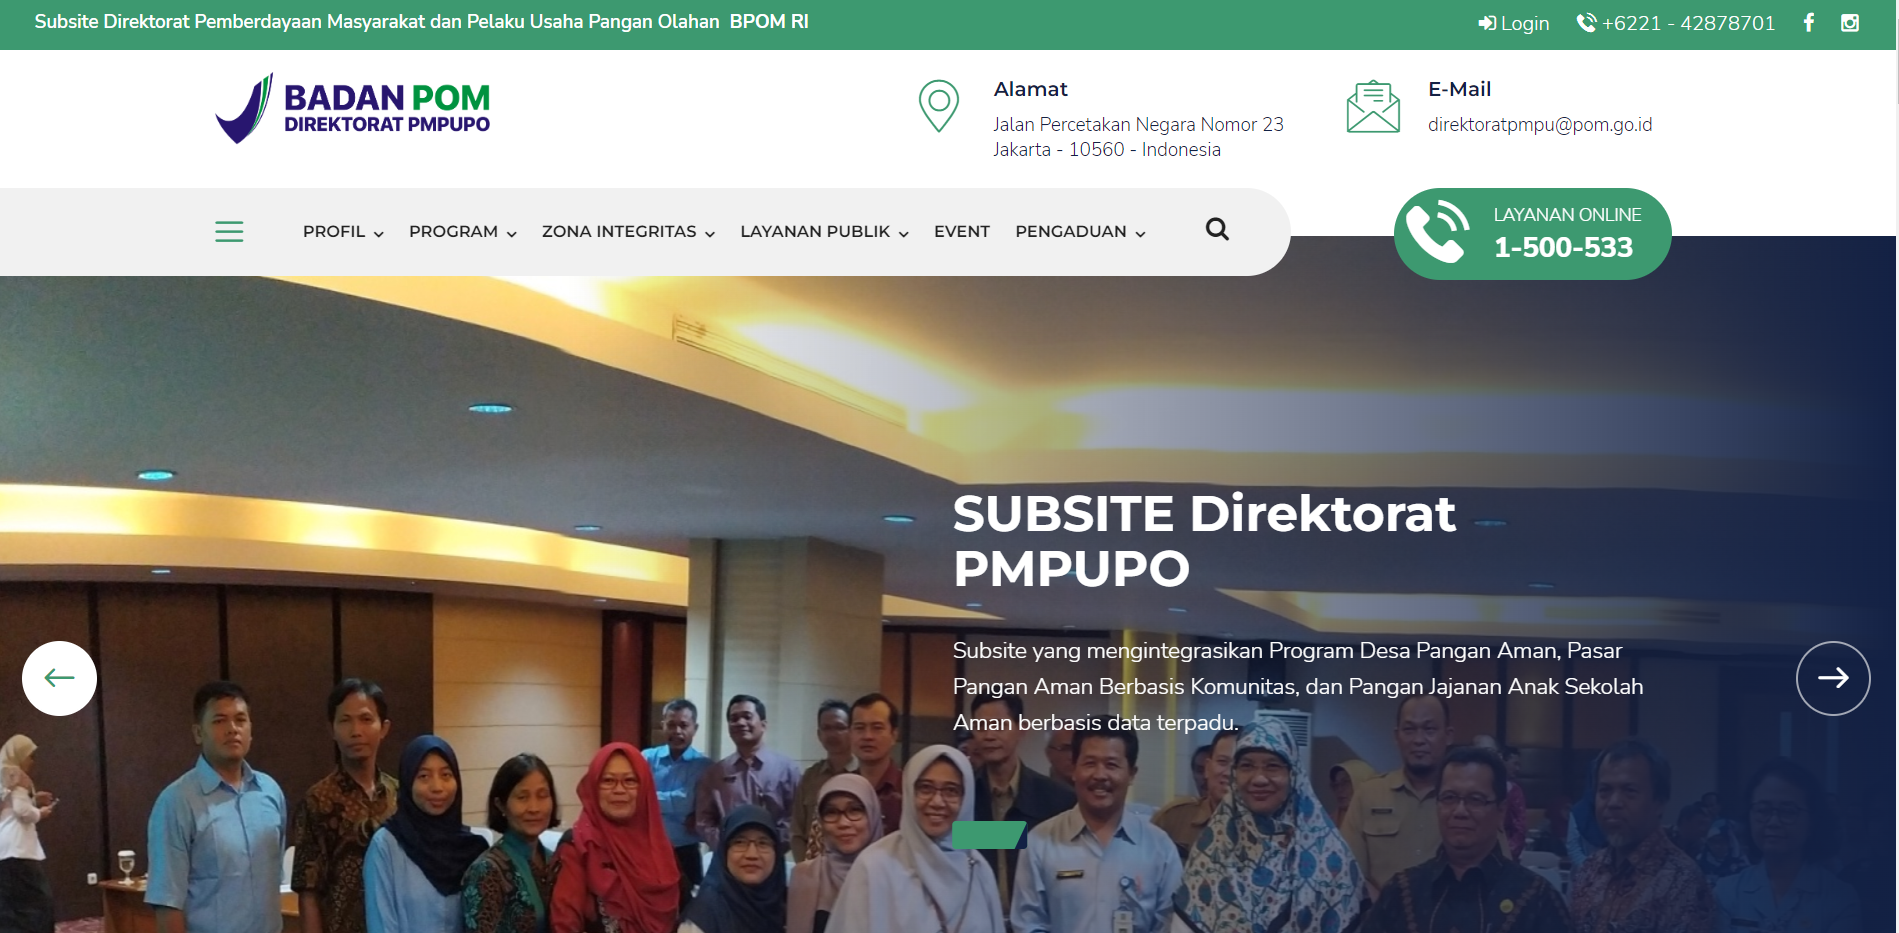 Subsite Direktorat Pemberdayaan Masyarakat dan Pelaku Usaha Pangan Olahan BPOM RI
Login
+6221 - 42878701
BADAN POM
DIREKTORAT PMPUPO
Alamat
Jalan Percetakan Negara Nomor 23
Jakarta - 10560 - Indonesia
E-Mail
direktoratpmpu@pom.go.id
PROFIL
PROGRAM
ZONA INTEGRITAS
LAYANAN PUBLIK
EVENT
PENGADUAN
LAYANAN ONLINE
1-500-533
SUBSITE Direktorat
PMPUPO
Subsite yang mengintegrasikan Program Desa Pangan Aman, Pasar
Pangan Aman Berbasis Komunitas, dan Pangan Jajanan Anak Sekolah
Aman berbasis data terpadu.